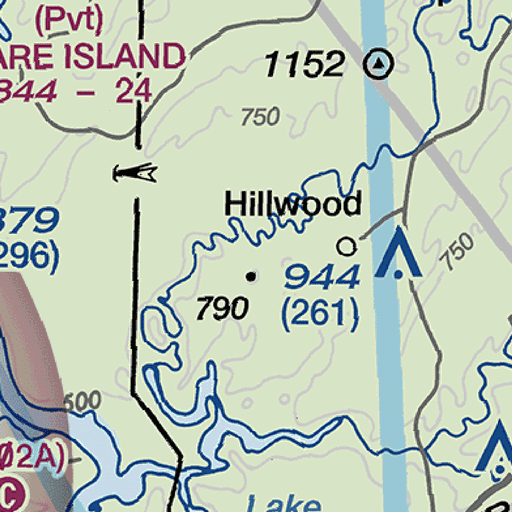 (Pvt)
ARE ISLAND
844 - 24
1152
750
Hillwood
379
296)
944
(261)
750
790
500
Ø2A)
C
Lake